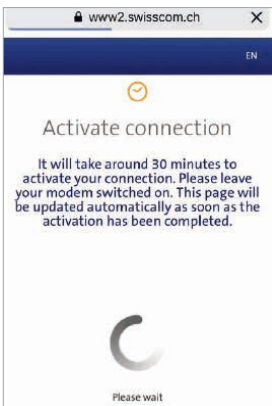 www2.swisscom.ch
EN
Activate connection
It will take around 30 minutes to
activate your connection. Please leave
your modem switched on. This page will
be updated automatically as soon as the
activation has been completed.
Please wait